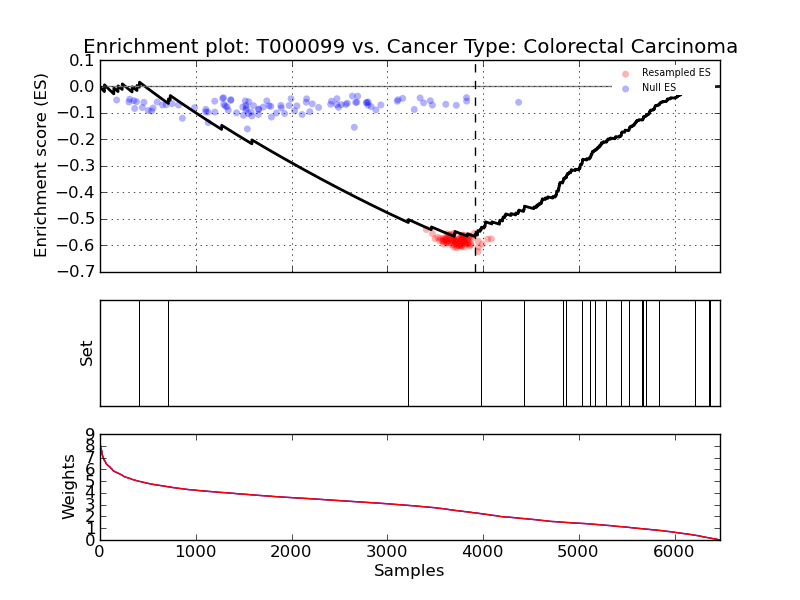 Enrichment plot: T000099 vs. Cancer Type: Colorectal Carcinoma
Enrichment score (ES)
0.1
0.0
−0.1
−0.2
−0.3
−0.4
−0.5
−0.6
−0.7
Resampled ES
Null ES
Set
Weights
9
8
7
6
5
4
3
2
1
0
0 1000 2000 3000 4000 5000 6000
Samples